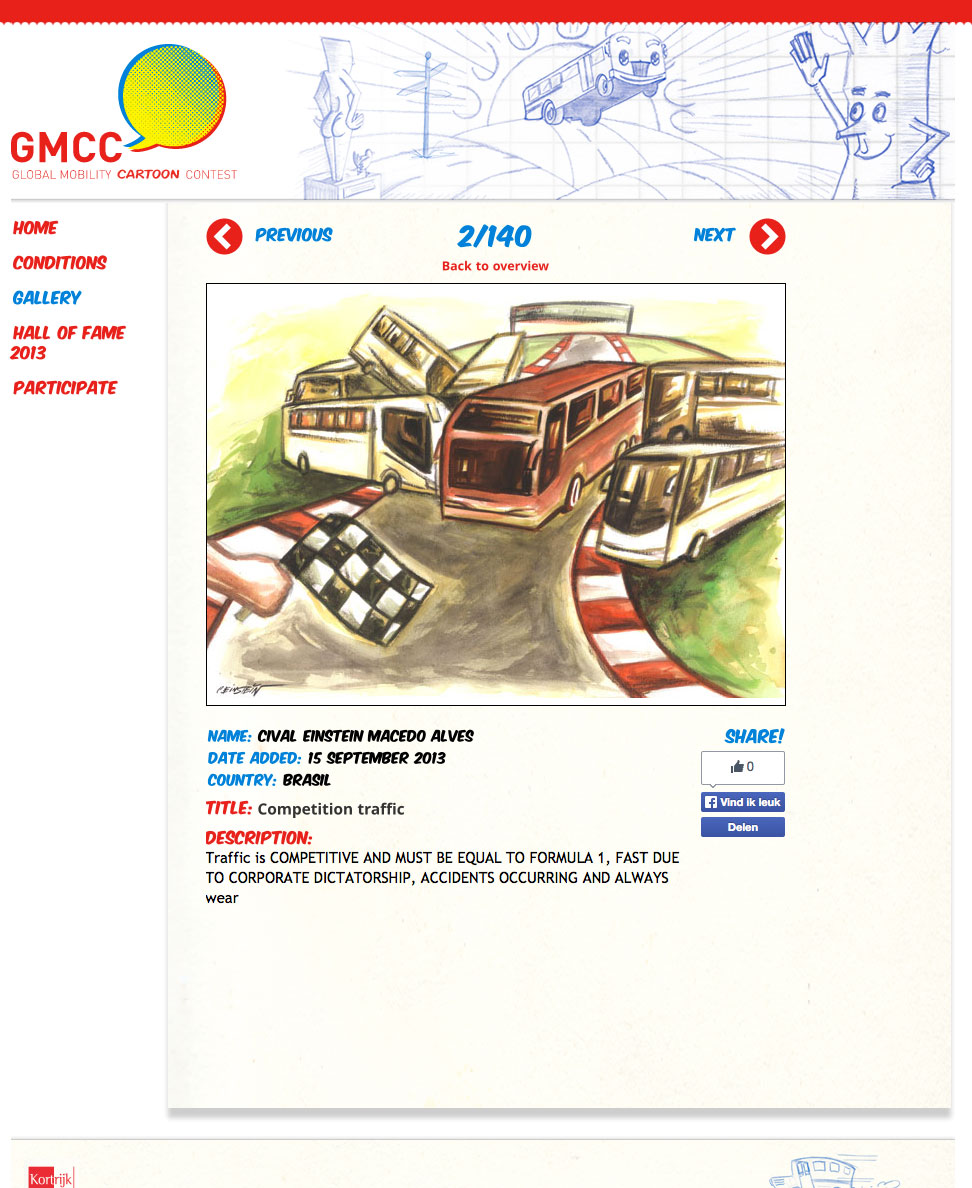 GMCC
GLOBAL MOBILITY CARTOON CONTEST
HOME
CONDITIONS
GALLERY
HALL OF FAME
2013
PARTICIPATE
PREVIOUS
2/140
NEXT
Back to overview
NAME: CIVAL EINSTEIN MACEDO ALVES
DATE ADDED: 15 SEPTEMBER 2013
COUNTRY: BRASIL
TITLE: Competition traffic
DESCRIPTION:
Traffic is COMPETITIVE AND MUST BE EQUAL TO FORMULA 1, FAST DUE
TO CORPORATE DICTATORSHIP, ACCIDENTS OCCURRING AND ALWAYS
wear
SHARE!
0
Vind ik leuk
Delen
Kortrijk